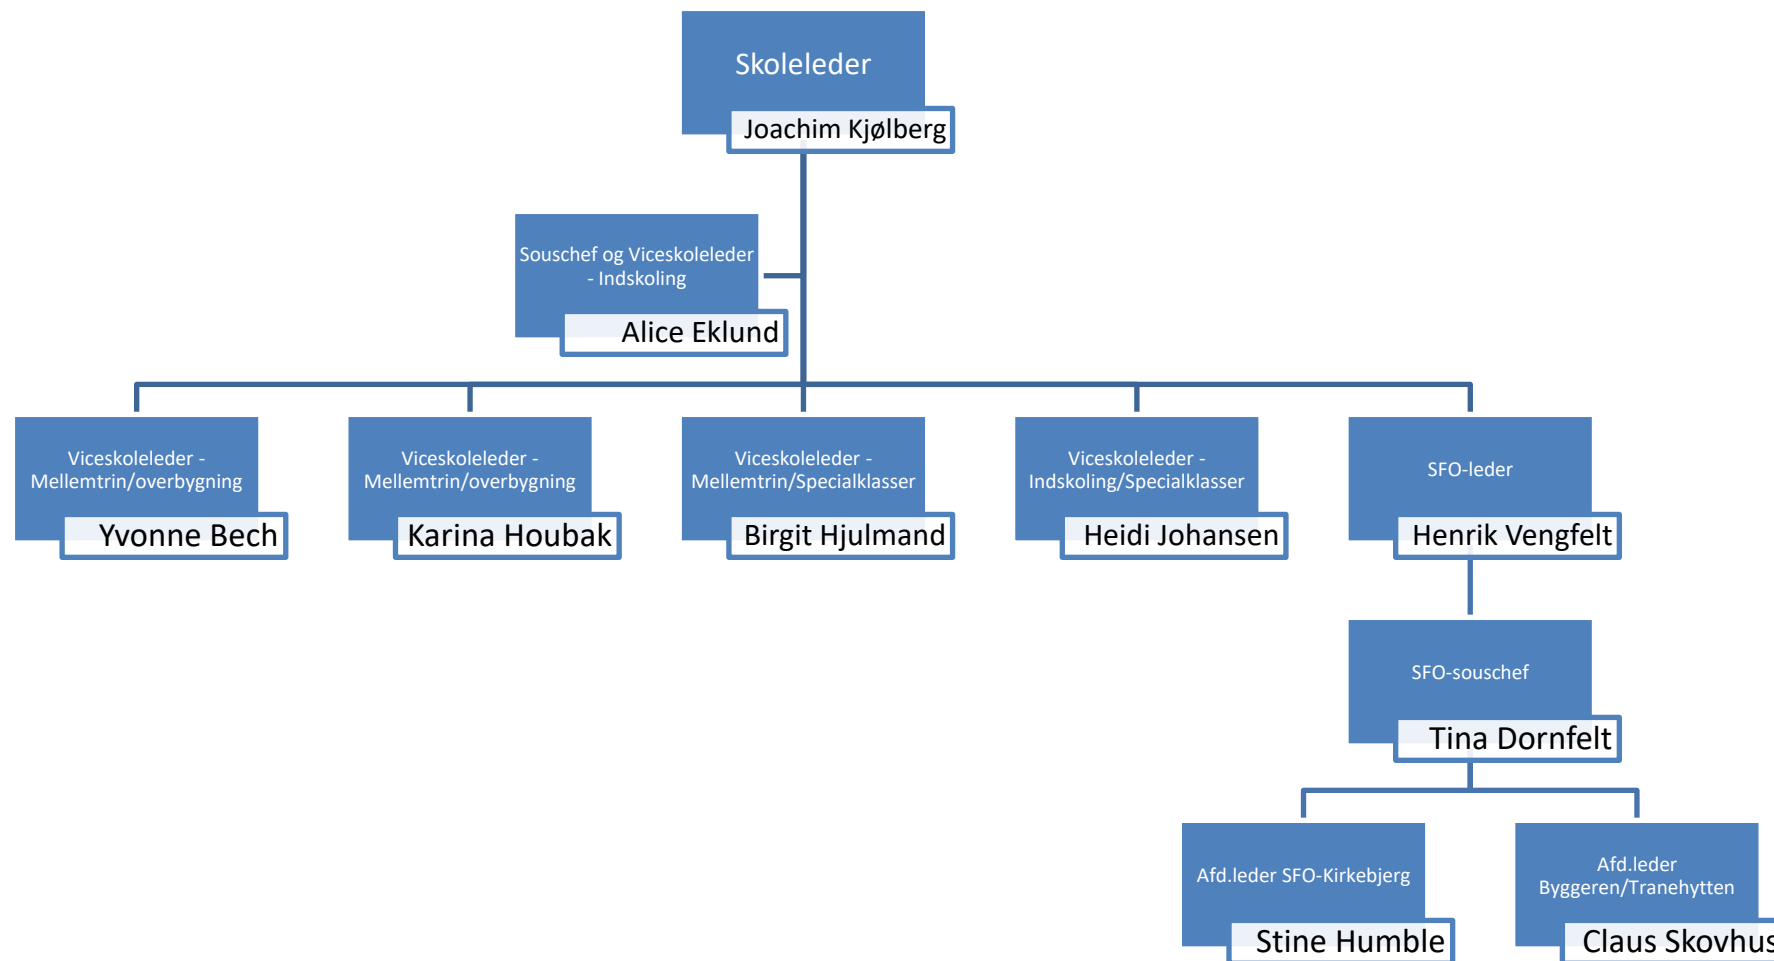 Skoleleder
Joachim Kjølberg
Souschef og Viceskoleleder
- Indskoling
Alice Eklund
Viceskoleleder -
Mellemtrin/overbygning
Yvonne Bech
Viceskoleleder -
Mellemtrin/overbygning
Karina Houbak
Viceskoleleder -
Mellemtrin/Specialklasser
Birgit Hjulmand
Viceskoleleder -
Indskoling/Specialklasser
Heidi Johansen
SFO-leder
Henrik Vengfelt
SFO-souschef
Tina Dornfelt
Afd.leder SFO-Kirkebjerg
Stine Humble
Afd.leder
Byggeren/Tranehytten
Claus Skovhus